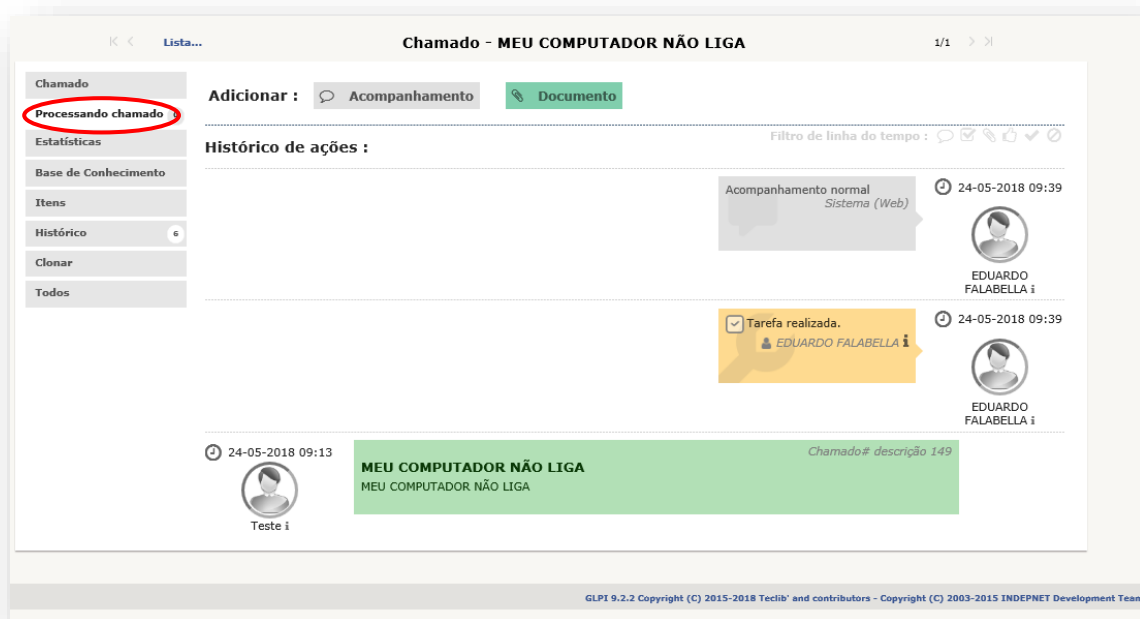 Lista...
Chamado - MEU COMPUTADOR NÃO LIGA
1/1
Chamado
Processando chamado
Estatísticas
Base de Conhecimento
Itens
Histórico 6
Clonar
Todos
Adicionar : Acompanhamento Documento
Filtro de linha do tempo :
Histórico de ações :
Acompanhamento normal
Sistema (Web)
24-05-2018 09:39
EDUARDO
FALABELLA i
Tarefa realizada.
EDUARDO FALABELLA i
24-05-2018 09:39
EDUARDO
FALABELLA i
24-05-2018 09:13
Teste i
Chamado# descrição 149
MEU COMPUTADOR NÃO LIGA
MEU COMPUTADOR NÃO LIGA
GLPI 9.2.2 Copyright (C) 2015-2018 Teclib' and contributors - Copyright (C) 2003-2015 INDEPNET Development Team